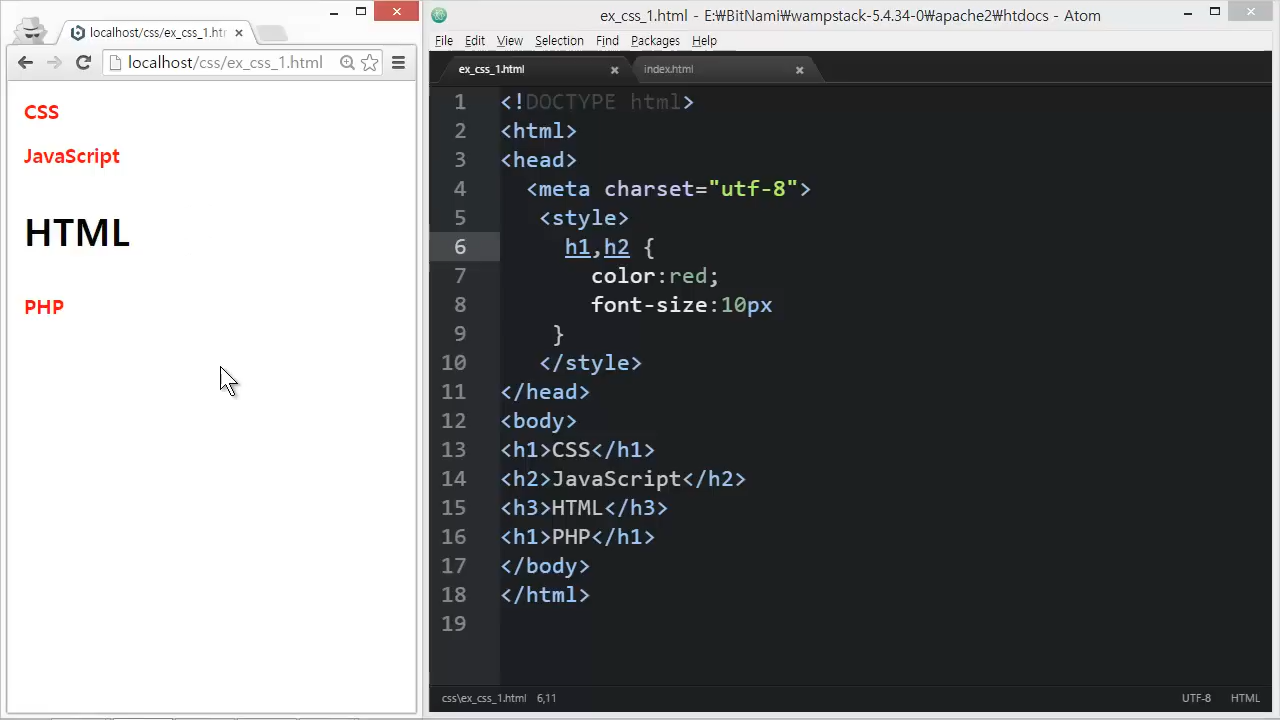 localhost/css/ex_css_1.htm
localhost/css/ex_css_1.html
CSS
JavaScript
HTML
PHP
ex_css_1.html - E:₩BitNami₩wampstack-5.4.34-0₩apache2₩htdocs - Atom
File Edit View Selection Find Packages Help
ex_css_1.html
index.html
1 <!DOCTYPE html>
2 <html>
3 <head>
4   <meta charset="utf-8">
5    <style>
6      h1,h2 {
7        color:red;
8        font-size:10px
9     }
10    </style>
11 </head>
12 <body>
13 <h1>CSS</h1>
14 <h2>JavaScript</h2>
15 <h3>HTML</h3>
16 <h1>PHP</h1>
17 </body>
18 </html>
19
css\ex_css_1.html 6,11
UTF-8 HTML